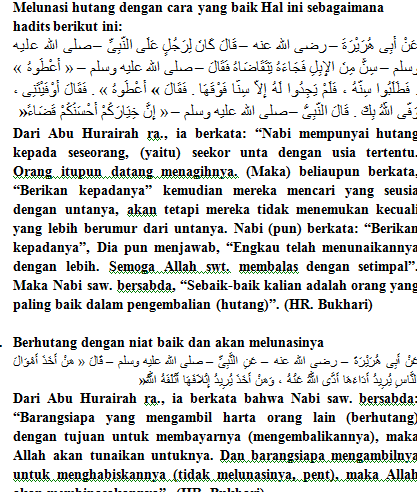 Melunasi hutang dengan cara yang baik Hal ini sebagaimana
hadits berikut ini:
عَنْ أَبِى هُرَيْرَةَ – رضى الله عنه – قَالَ كَانَ لِرَجُلٍ عَلَى النَّبِىِّ – صلى الله عليه
وسلم – سِنٌّ مِنَ الإِبِلِ فَجَاءَهُ يَتَقَاضَاهُ فَقَالَ – صلى الله عليه وسلم – « أَعْطُوهُ »
. فَطَلَبُوا سِنَّهُ ، فَلَمْ يَجِدُوا لَهُ إِلاَّ سِنًّا فَوْقَهَا . فَقَالَ « أَعْطُوهُ » . فَقَالَ أَوْفَيْتَنِى ،
وَفَّى اللَّهُ بِكَ . قَالَ النَّبِىُّ – صلى الله عليه وسلم – « إِنَّ خِيَارَكُمْ أَحْسَنُكُمْ قَضَاءً«
Dari Abu Hurairah ra., ia berkata: “Nabi mempunyai hutang
kepada seseorang, (yaitu) seekor unta dengan usia tertentu.
Orang itupun datang menagihnya. (Maka) beliaupun berkata,
“Berikan kepadanya” kemudian mereka mencari yang seusia
dengan untanya, akan tetapi mereka tidak menemukan kecuali
yang lebih berumur dari untanya. Nabi (pun) berkata: “Berikan
kepadanya”, Dia pun menjawab, “Engkau telah menunaikannya
dengan lebih. Semoga Allah swt. membalas dengan setimpal”.
Maka Nabi saw. bersabda, “Sebaik-baik kalian adalah orang yang
paling baik dalam pengembalian (hutang)”. (HR. Bukhari)
. Berhutang dengan niat baik dan akan melunasinya
عَنْ أَبِى هُرَيْرَةَ – رضى الله عنه – عَنِ النَّبِىِّ – صلى الله عليه وسلم – قَالَ « مَنْ أَخَذَ أَمْوَالَ
النَّاسِ يُرِيدُ أَدَاءَهَا أَدَّى اللَّهُ عَنْهُ ، وَمَنْ أَخَذَ يُرِيدُ إِتْلاَفَهَا أَتْلَفَهُ اللَّهُ«
Dari Abu Hurairah ra., ia berkata bahwa Nabi saw. bersabda:
“Barangsiapa yang mengambil harta orang lain (berhutang)
dengan tujuan untuk membayarnya (mengembalikannya), maka
Allah akan tunaikan untuknya. Dan barangsiapa mengambilnya
untuk menghabiskannya (tidak melunasinya, pent). maka Allah
akan membinasakannya”. (HR. Bukhari)